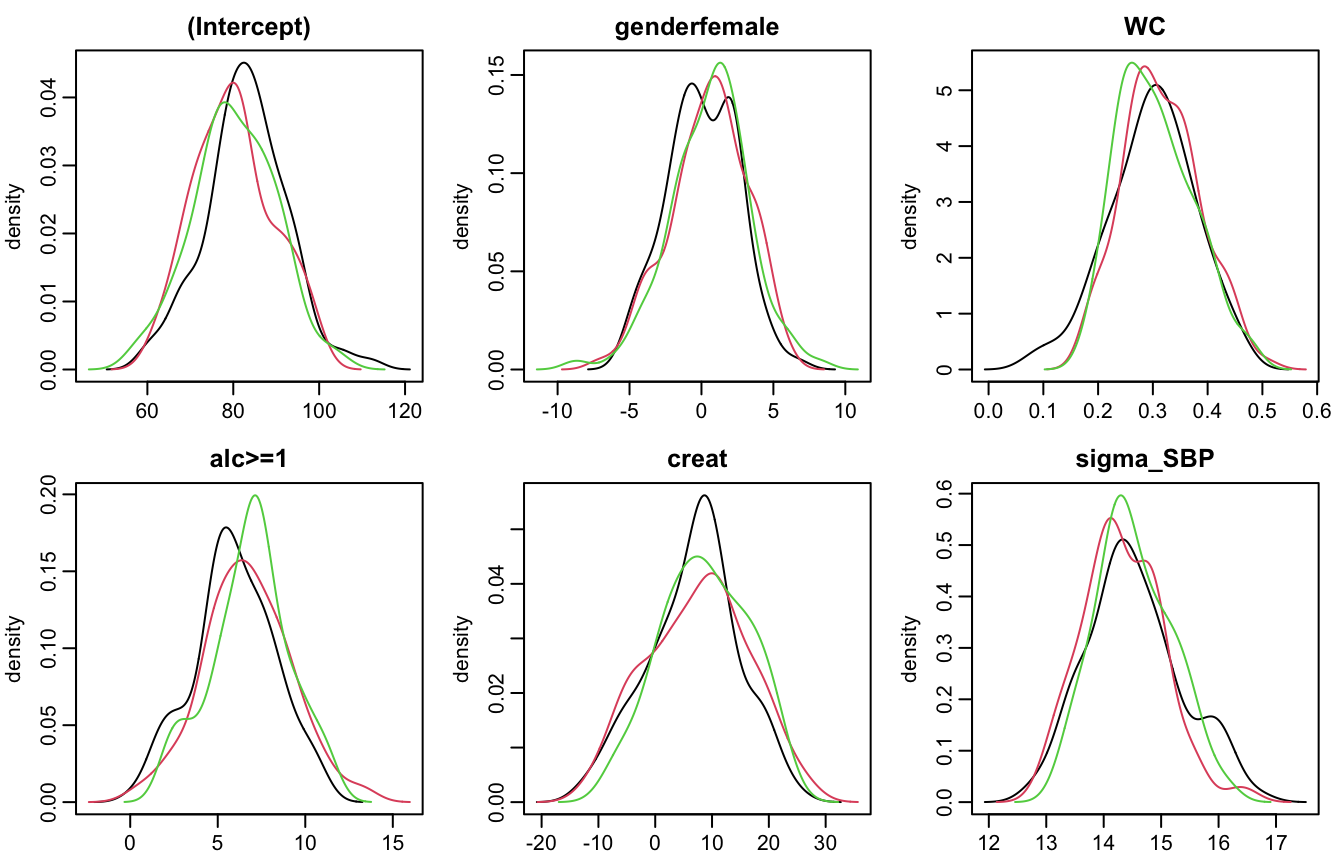 (Intercept)
density
0.00 0.01 0.02 0.03 0.04
60 80 100 120
genderfemale
density
0.00 0.05 0.10 0.15
-10 -5 0 5 10
WC
density
0 1 2 3 4 5
0.0 0.1 0.2 0.3 0.4 0.5 0.6
alc>=1
density
0.00 0.05 0.10 0.15 0.20
0 5 10 15
creat
density
0.00 0.02 0.04
-20 -10 0 10 20 30
sigma_SBP
density
0.0 0.1 0.2 0.3 0.4 0.5 0.6
12 13 14 15 16 17